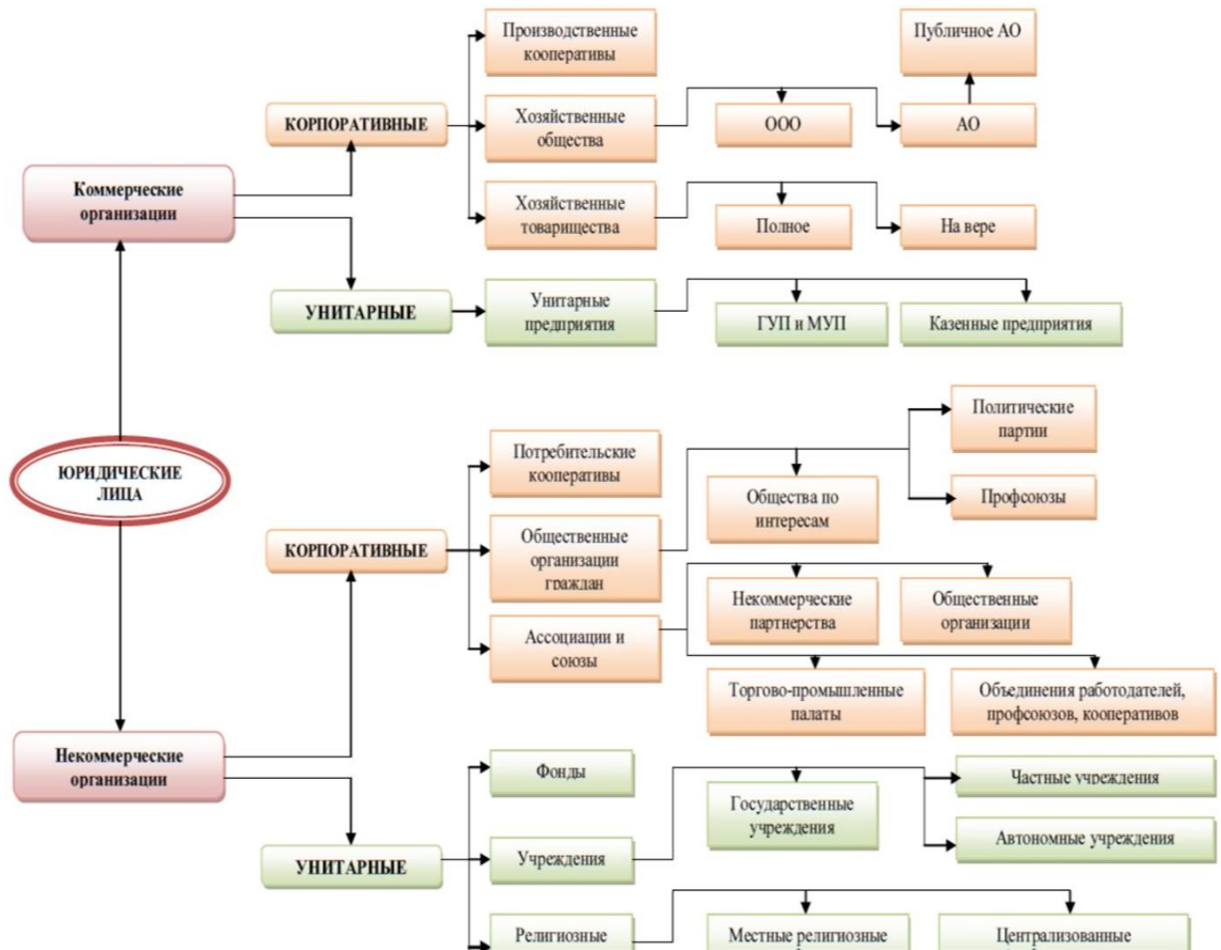 Производственные
кооперативы
Публичное АО
КОРПОРАТИВНЫЕ
Хозяйственные
общества
ООО
АО
Коммерческие
организации
Хозяйственные
товарищества
Полное
На вере
УНИТАРНЫЕ
Унитарные
предприятия
ГУП и МУП
Казенные предприятия
ЮРИДИЧЕСКИЕ
ЛИЦА
Потребительские
кооперативы
Политические
партии
Общества по
интересам
Профсоюзы
КОРПОРАТИВНЫЕ
Общественные
организации
граждан
Некоммерческие
партнерства
Общественные
организации
Ассоциации и
союзы
Торгово-промышленные
палаты
Объединения работодателей,
профсоюзов, кооперативов
Некоммерческие
организации
Фонды
Частные учреждения
Государственные
учреждения
Автономные учреждения
УНИТАРНЫЕ
Учреждения
Религиозные
Местные религиозные
Централизованные